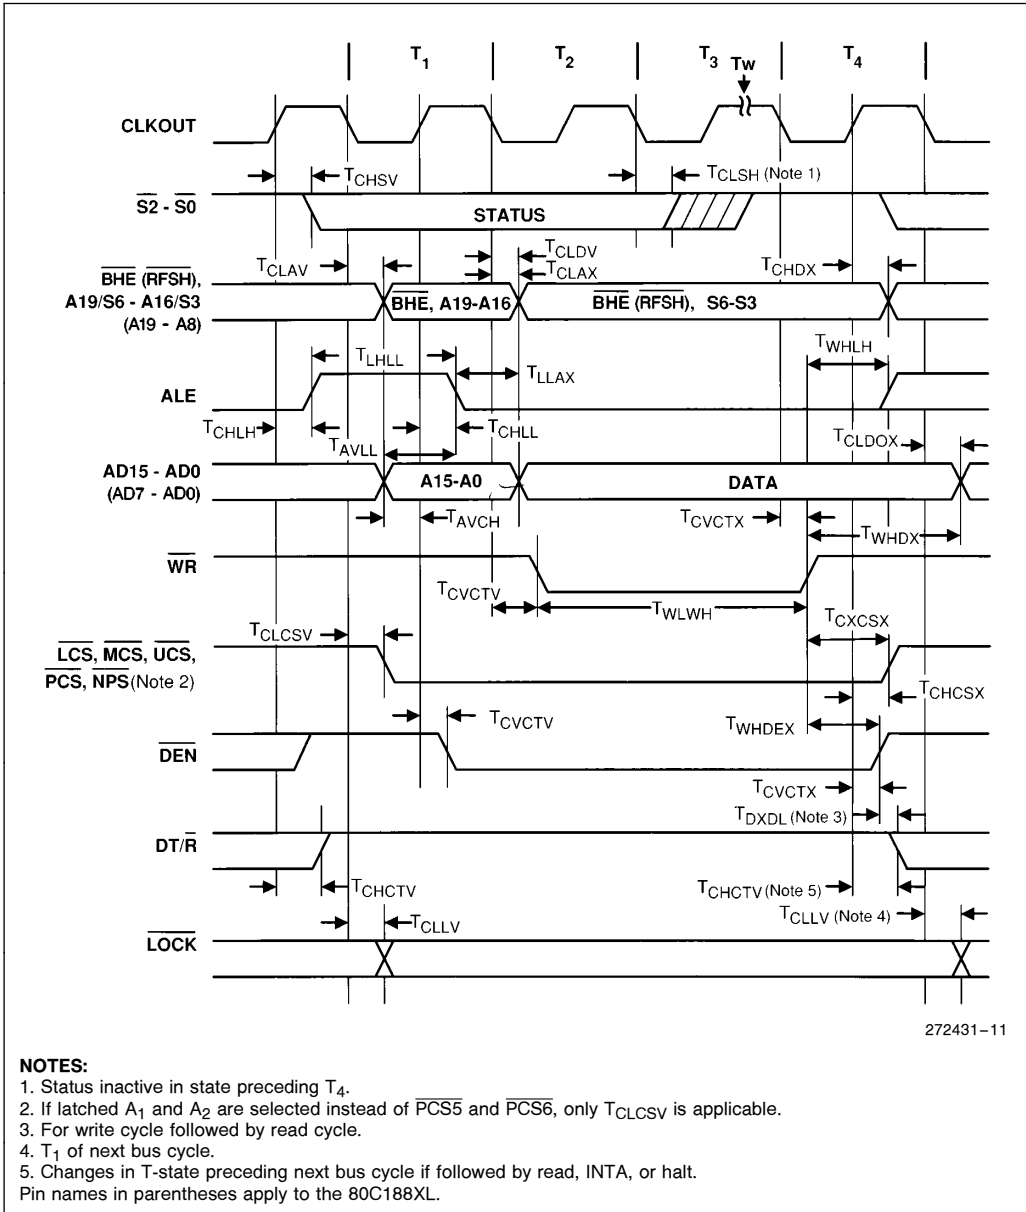 T1 T2 T3 TW T4
CLKOUT
TCHSV
TCLSH (Note 1)
S2 - S0
STATUS
TCLDV
TCLAV
TCLAX
TCHDX
BHE (RFSH),
A19/S6 - A16/S3
(A19 - A8)
BHE, A19-A16
BHE (RFSH), S6-S3
TLHLL
TWHLH
TLLAX
ALE
TCHLH
TCHLL
TAVLL
TCLDOX
AD15 - AD0
(AD7 - AD0)
A15-A0
DATA
TAVCH
TCVCTX
TWHDX
WR
TCVCTV
TWLWH
TCXCSX
TCLCSV
LCS, MCS, UCS,
PCS, NPS (Note 2)
TCHCSX
TCVCTV
TWHDEX
DEN
TCVCTX
TDXDL (Note 3)
DT/R
TCHCTV
TCHCTV (Note 5)
TCLLV
TCLLV (Note 4)
LOCK
272431-11
NOTES:
1. Status inactive in state preceding T4.
2. If latched A1 and A2 are selected instead of PCS5 and PCS6, only TCLCSV is applicable.
3. For write cycle followed by read cycle.
4. T1 of next bus cycle.
5. Changes in T-state preceding next bus cycle if followed by read, INTA, or halt.
Pin names in parentheses apply to the 80C188XL.